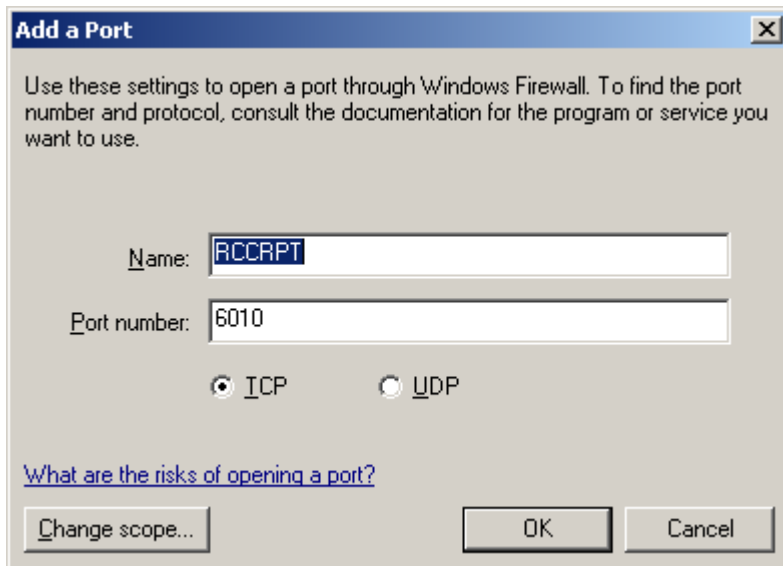 Add a Port
Use these settings to open a port through Windows Firewall. To find the port
number and protocol, consult the documentation for the program or service you
want to use.
Name: RCCRPT
Port number: 6010
TCP UDP
What are the risks of opening a port?
Change scope... OK Cancel